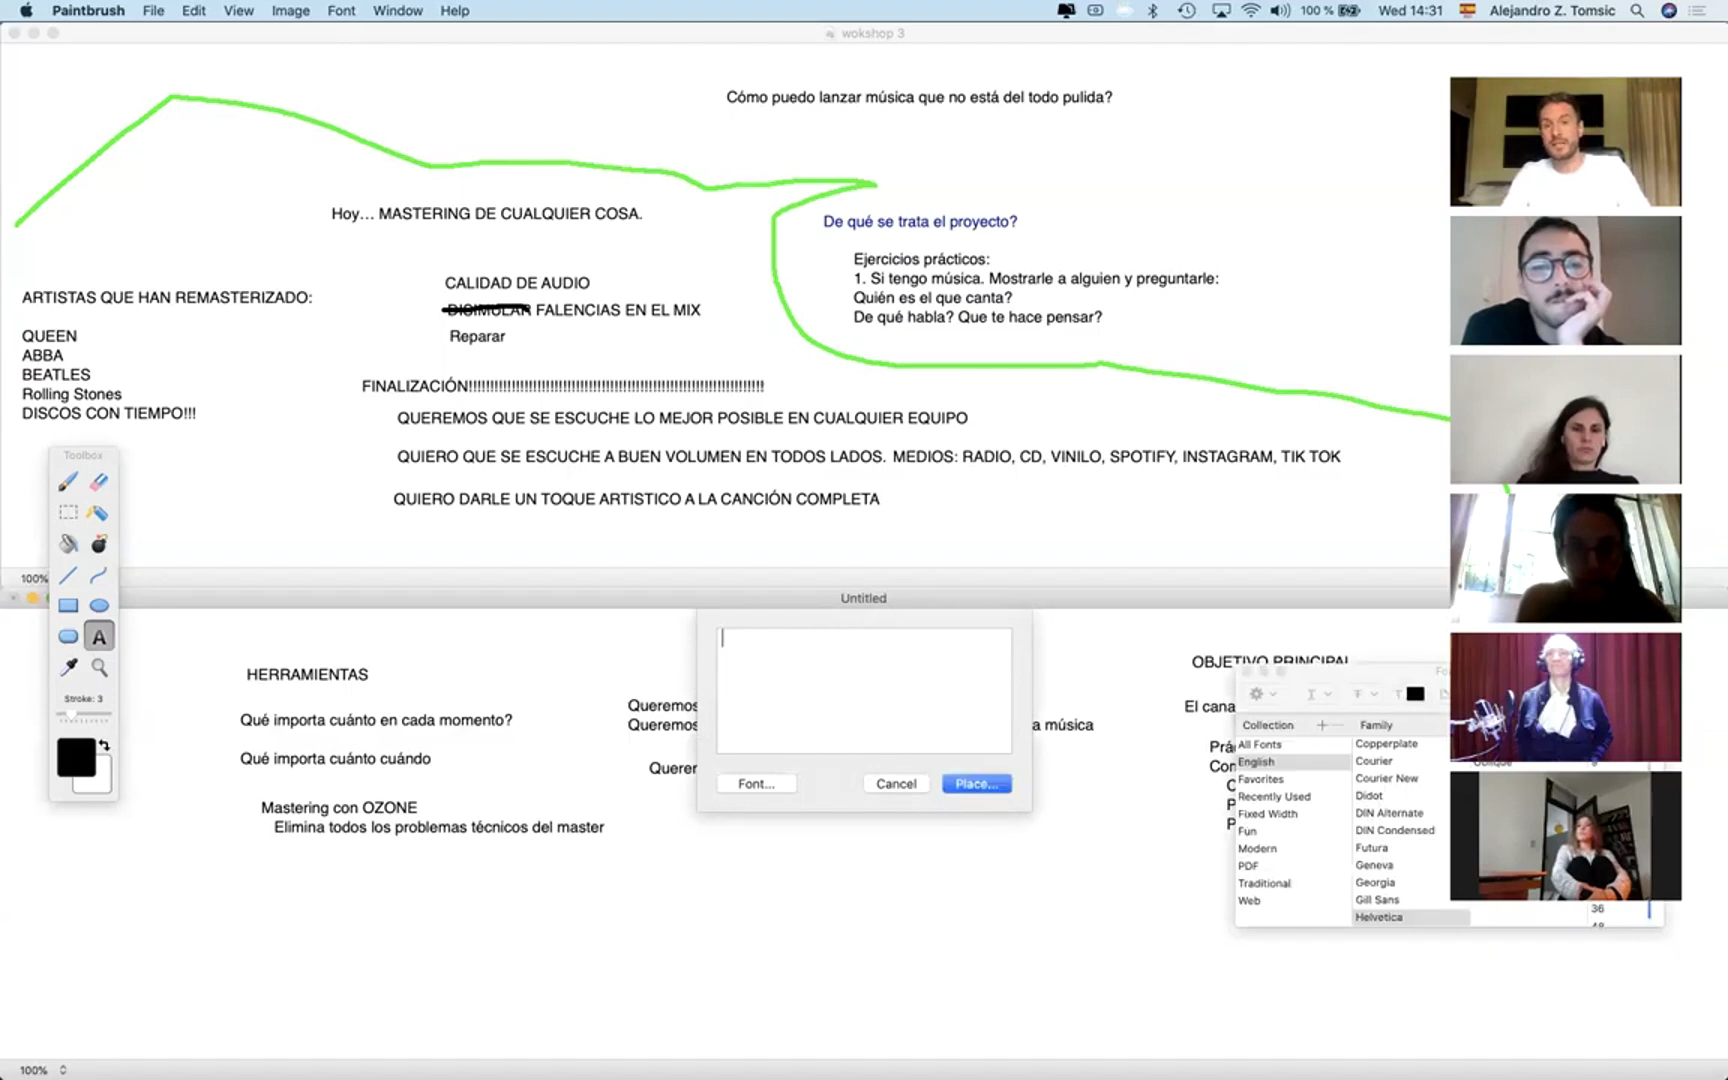 Paintbrush File Edit View Image Font Window Help
100 % Wed 14:31 Alejandro Z. Tomsic
wokshop 3
Cómo puedo lanzar música que no está del todo pulida?
Hoy... MASTERING DE CUALQUIER COSA.
De qué se trata el proyecto?
Ejercicios prácticos:
1. Si tengo música. Mostrarle a alguien y preguntarle:
Quién es el que canta?
De qué habla? Que te hace pensar?
CALIDAD DE AUDIO
DISIMULAR FALENCIAS EN EL MIX
Reparar
ARTISTAS QUE HAN REMASTERIZADO:
QUEEN
ABBA
BEATLES
Rolling Stones
DISCOS CON TIEMPO!!!
FINALIZACIÓN!!!!!!!!!!!!!!!!!!!!!!!!!!!!!!!!!!!!!!!!!!!!!!!!!!!!!!!!!!!!!!!!!!!!
QUEREMOS QUE SE ESCUCHE LO MEJOR POSIBLE EN CUALQUIER EQUIPO
QUIERO QUE SE ESCUCHE A BUEN VOLUMEN EN TODOS LADOS. MEDIOS: RADIO, CD, VINILO, SPOTIFY, INSTAGRAM, TIK TOK
QUIERO DARLE UN TOQUE ARTISTICO A LA CANCIÓN COMPLETA
Toolbox
A
Stroke: 3
100%
Untitled
HERRAMIENTAS
Qué importa cuánto en cada momento?
Qué importa cuánto cuándo
Mastering con OZONE
Elimina todos los problemas técnicos del master
Queremos
Queremos
a música
Font... Cancel Place...
OBJETIVO PRINCIPAL
El cana
Collection Family
All Fonts
English
Favorites
Recently Used
Fixed Width
Fun
Modern
PDF
Traditional
Web
Copperplate
Courier
Courier New
Didot
DIN Alternate
DIN Condensed
Futura
Geneva
Georgia
Gill Sans
Helvetica
36
100%